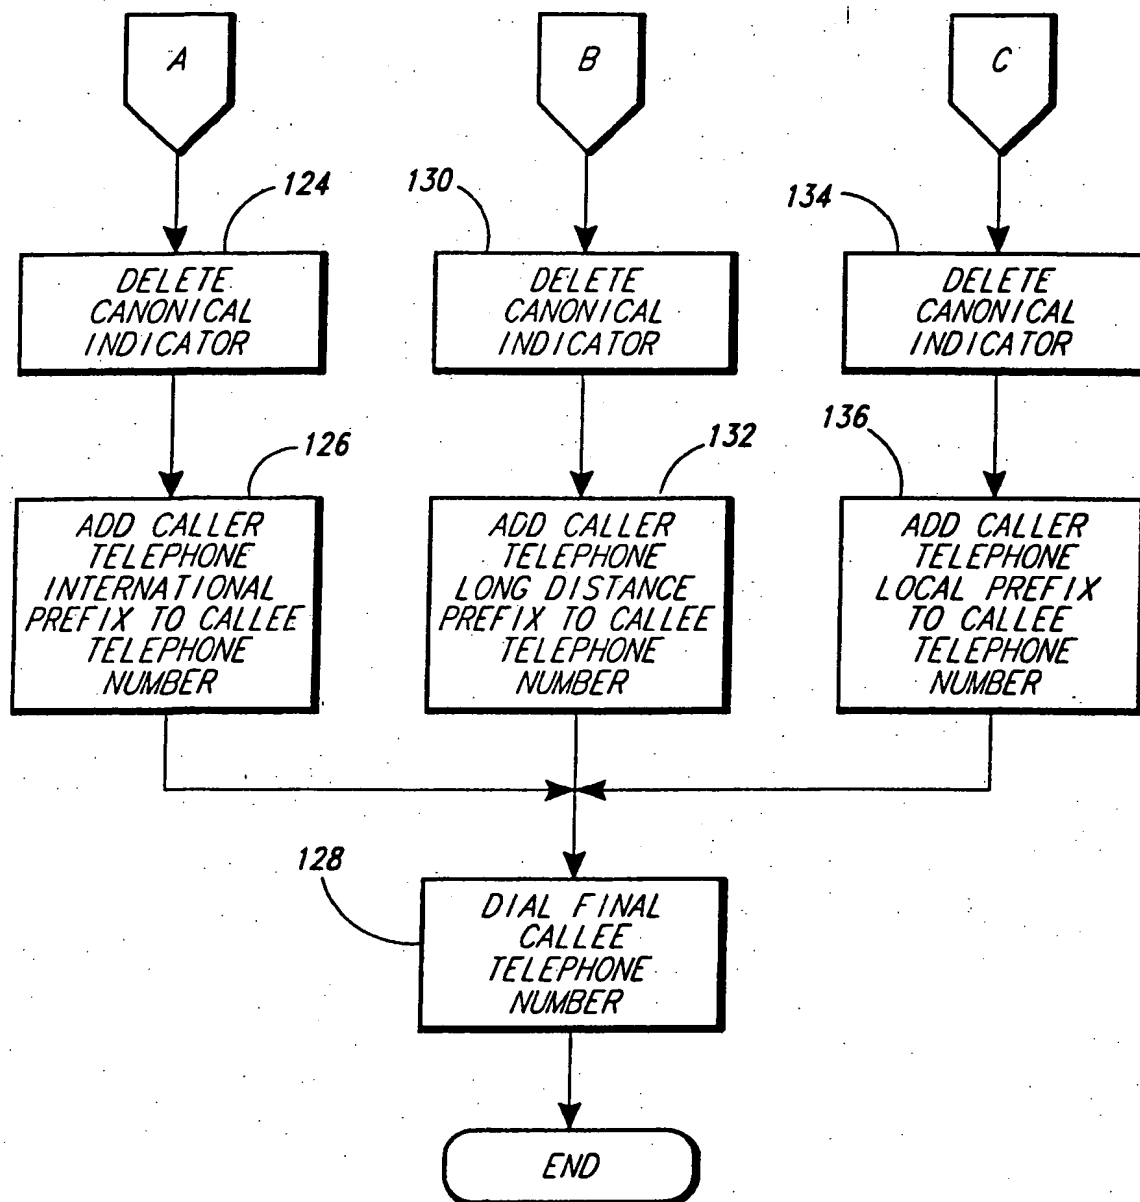 A
B
C
124
130
134
DELETE
CANONICAL
INDICATOR
DELETE
CANONICAL
INDICATOR
DELETE
CANONICAL
INDICATOR
126
132
136
ADD CALLER
TELEPHONE
INTERNATIONAL
PREFIX TO CALLEE
TELEPHONE
NUMBER
ADD CALLER
TELEPHONE
LONG DISTANCE
PREFIX TO CALLEE
TELEPHONE
NUMBER
ADD CALLER
TELEPHONE
LOCAL PREFIX
TO CALLEE
TELEPHONE
NUMBER
128
DIAL FINAL
CALLEE
TELEPHONE
NUMBER
END